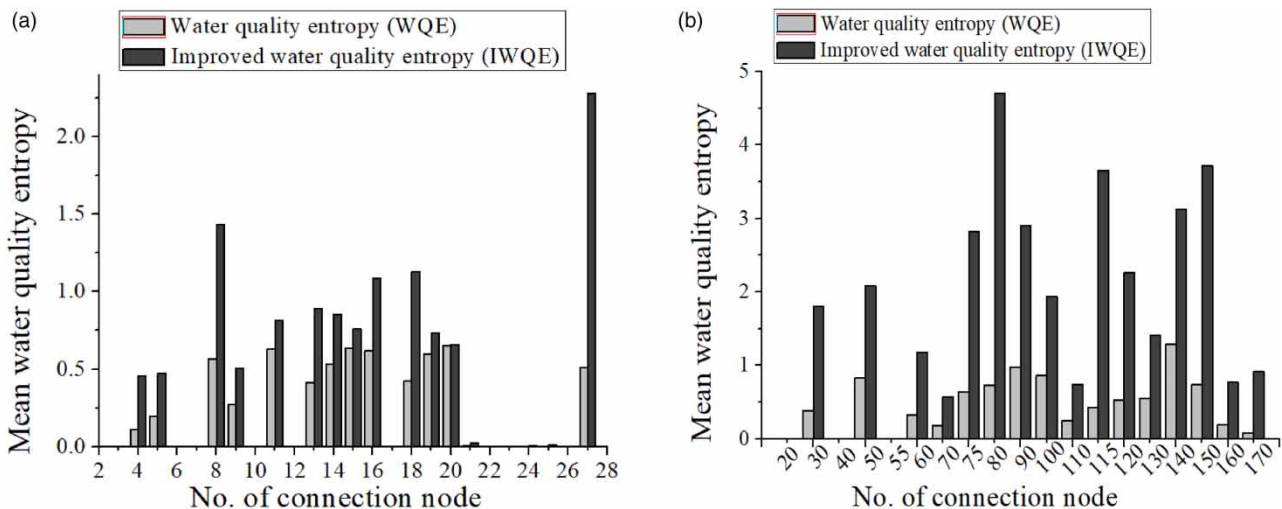 (a)
Water quality entropy (WQE)
Improved water quality entropy (IWQE)
Mean water quality entropy
2.0
1.5
1.0
0.5
0.0
2 4 6 8 10 12 14 16 18 20 22 24 26 28
No. of connection node
(b)
Water quality entropy (WQE)
Improved water quality entropy (IWQE)
Mean water quality entropy
5
4
3
2
1
0
20 30 40 50 55 60 70 75 80 90 100 110 115 120 130 140 150 160 170
No. of connection node